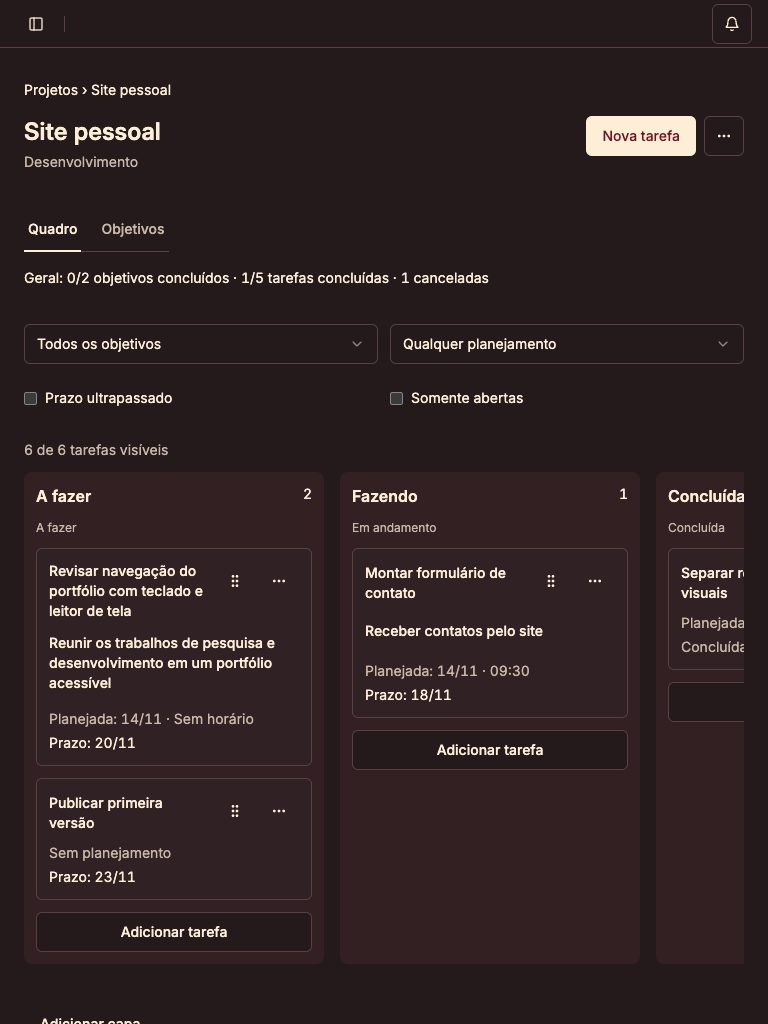 Projetos › Site pessoal
Site pessoal
Desenvolvimento
Nova tarefa
Quadro
Objetivos
Geral: 0/2 objetivos concluídos · 1/5 tarefas concluídas · 1 canceladas
Todos os objetivos
Qualquer planejamento
Prazo ultrapassado
Somente abertas
6 de 6 tarefas visíveis
A fazer
2
A fazer
Revisar navegação do
portfólio com teclado e
leitor de tela
Reunir os trabalhos de pesquisa e
desenvolvimento em um portfólio
acessível
Planejada: 14/11 · Sem horário
Prazo: 20/11
Publicar primeira
versão
Sem planejamento
Prazo: 23/11
Adicionar tarefa
Fazendo
1
Em andamento
Montar formulário de
contato
Receber contatos pelo site
Planejada: 14/11 · 09:30
Prazo: 18/11
Adicionar tarefa
Concluída
Concluída
Separar
visuais
Planejada
Concluída
Adicionar capa